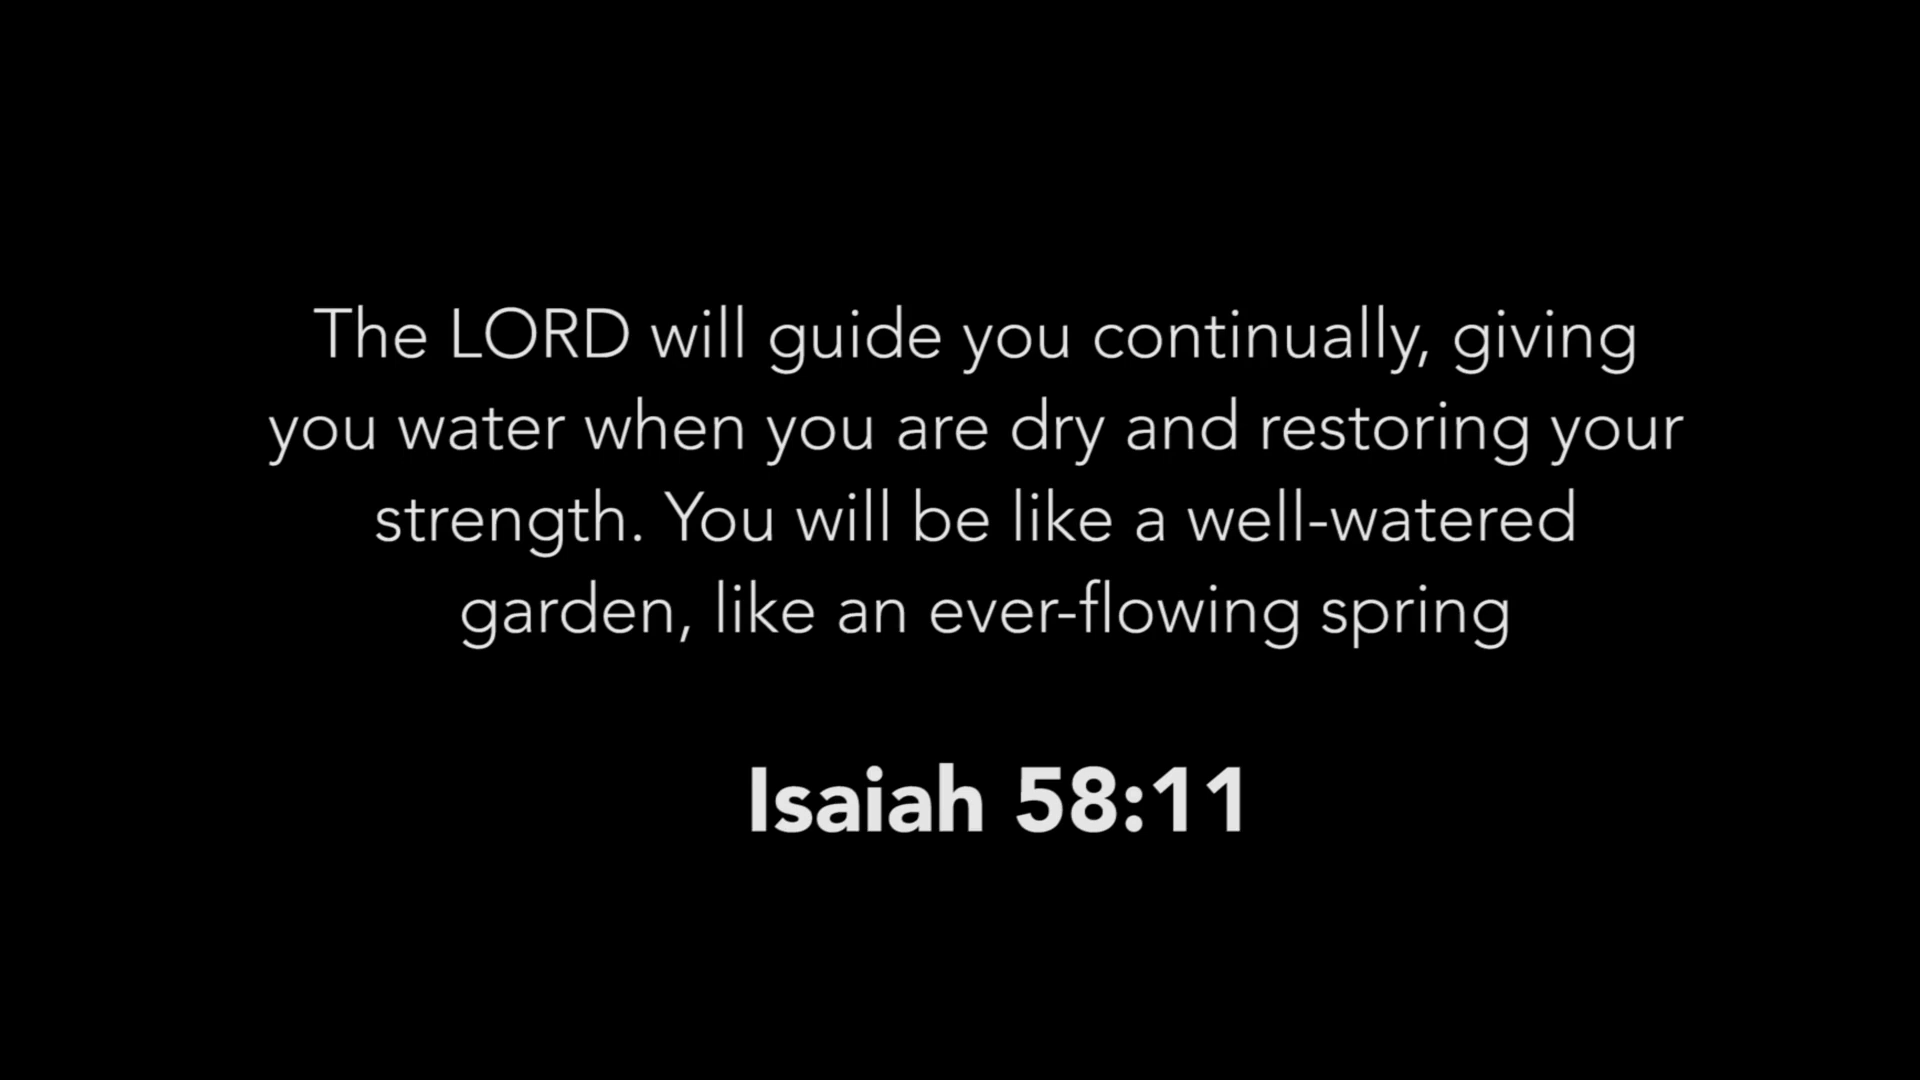 The LORD will guide you continually, giving
you water when you are dry and restoring your
strength. You will be like a well-watered
garden, like an ever-flowing spring
Isaiah 58:11